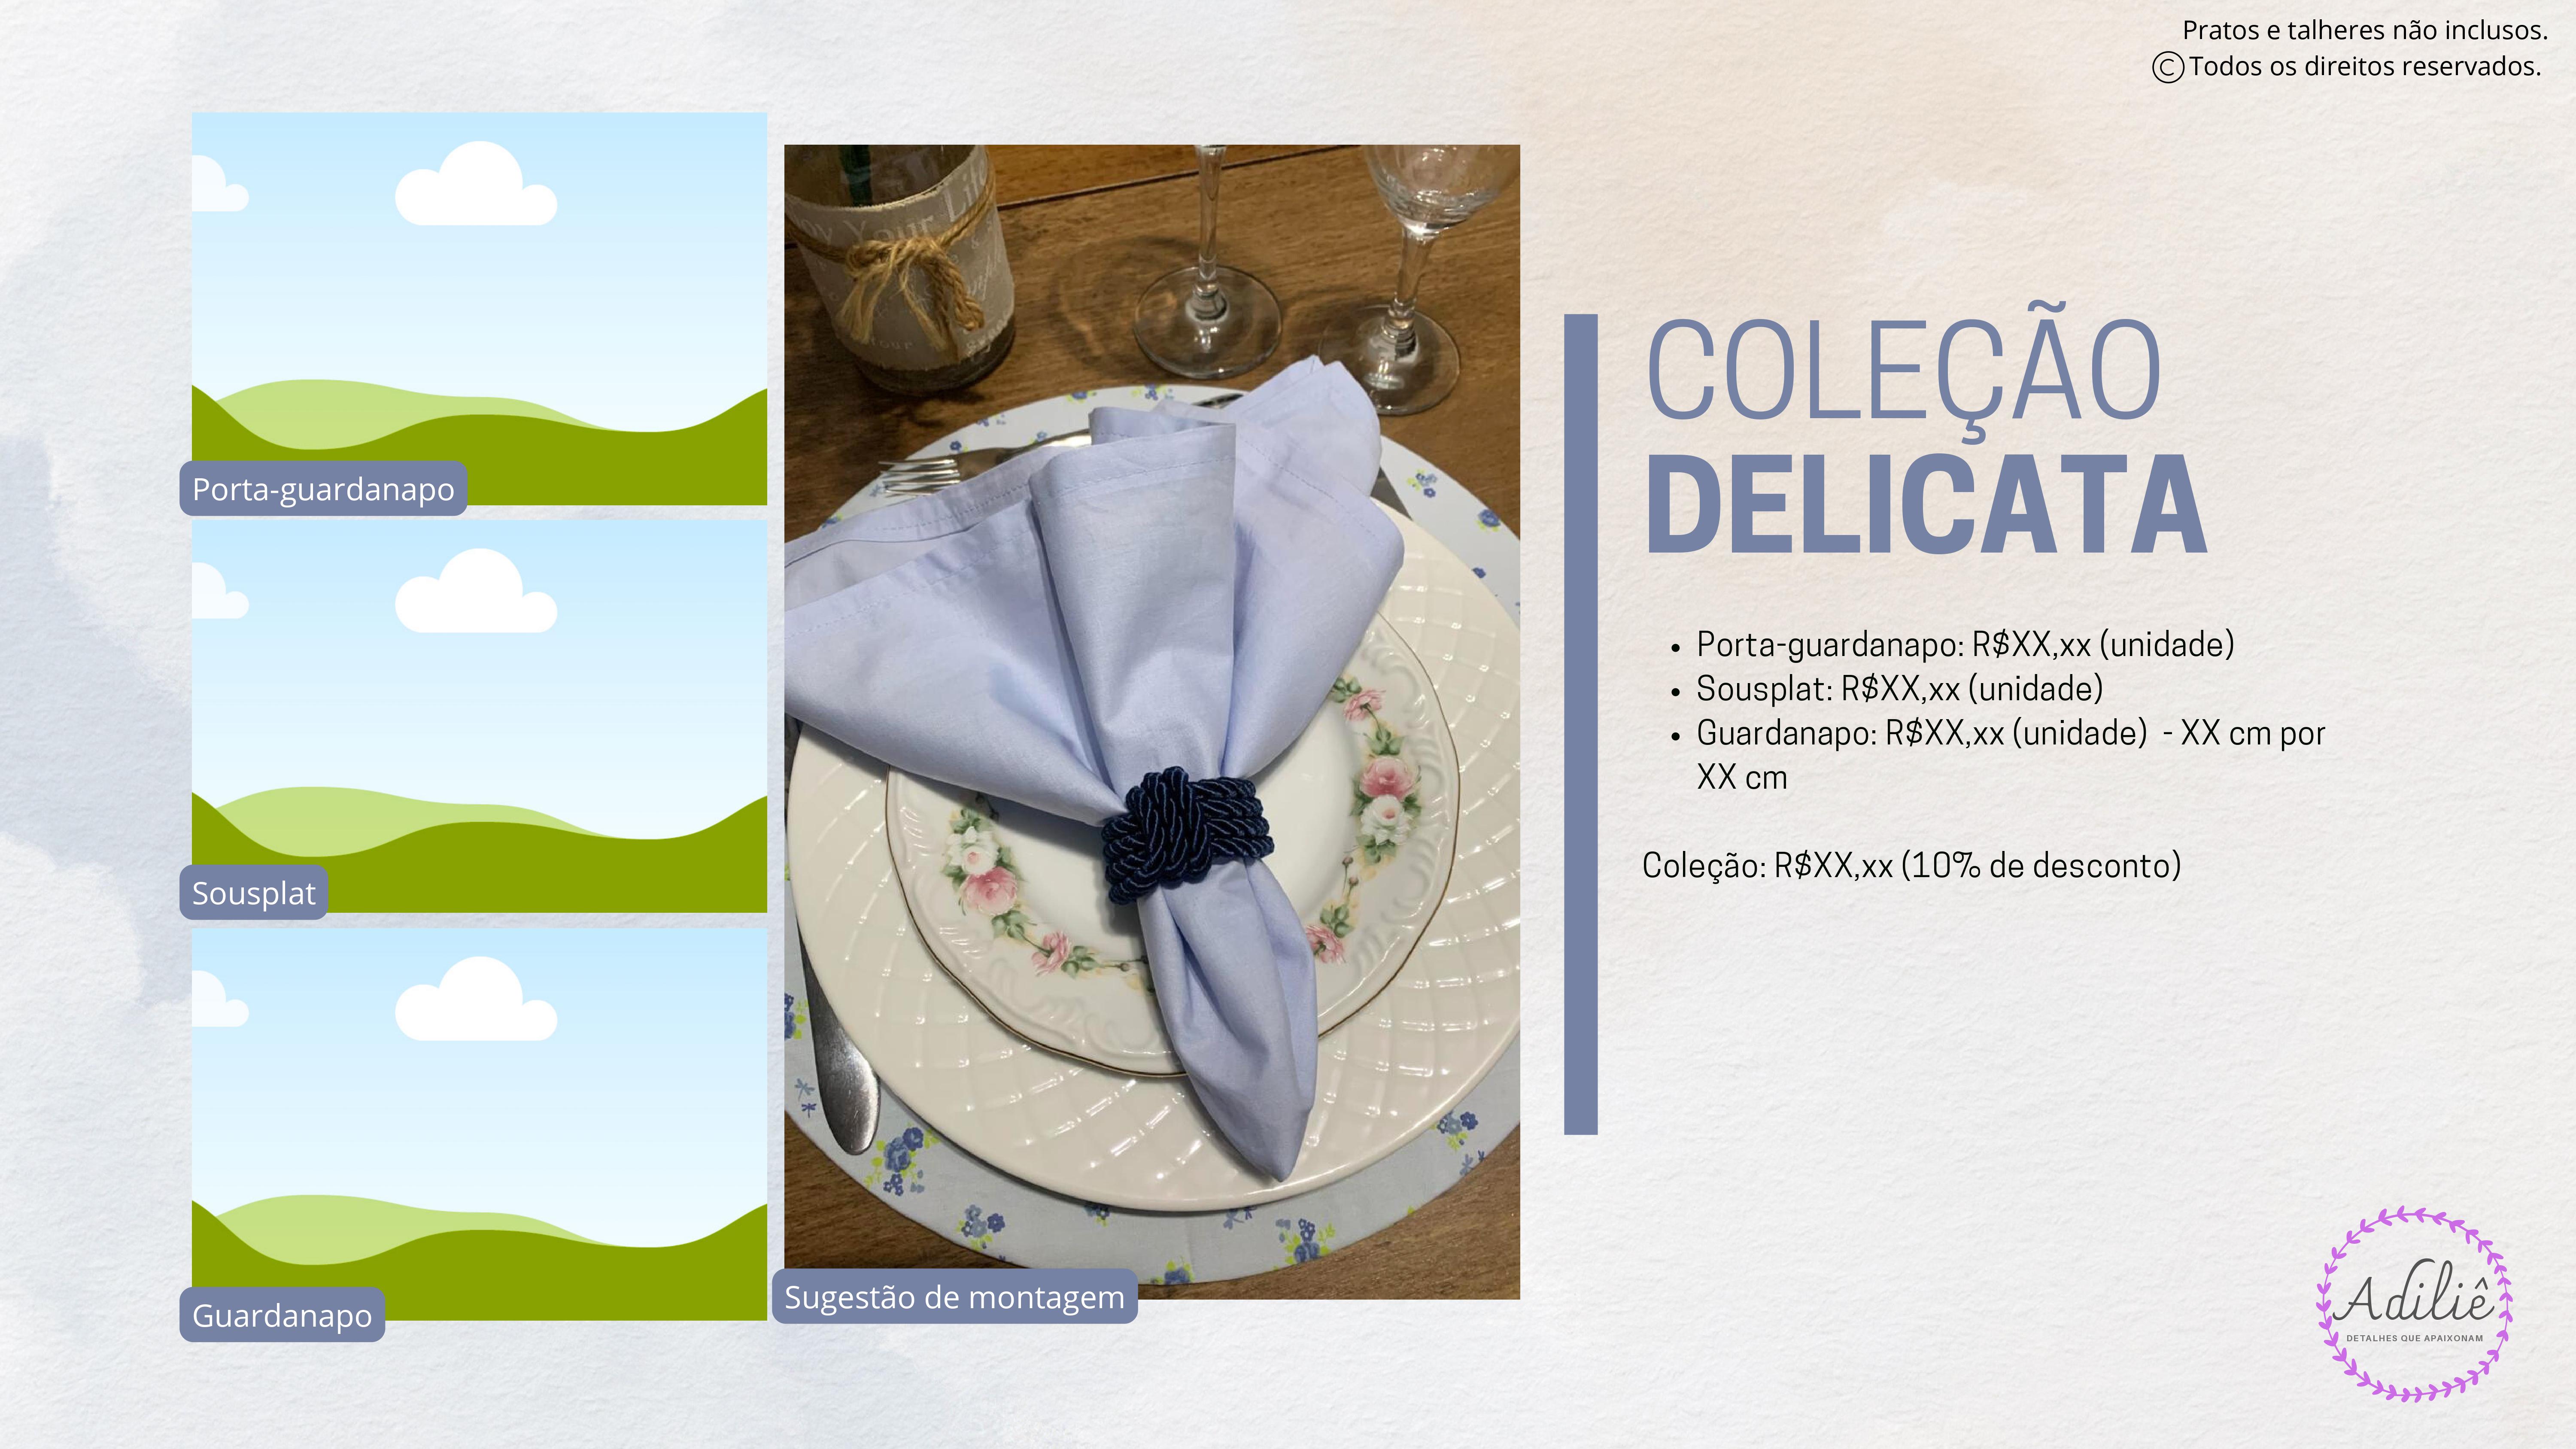 Pratos e talheres não inclusos.
©Todos os direitos reservados.
Porta-guardanapo
Sousplat
Guardanapo
Your Life
Sugestão de montagem
COLEÇÃO
DELICATA
• Porta-guardanapo: R$XX,xx (unidade)
• Sousplat: R$XX,xx (unidade)
• Guardanapo: R$XX,xx (unidade) - XX cm por
XX cm
Coleção: R$XX,xx (10% de desconto)
Adiliê
DETALHES QUE APAIXONAM